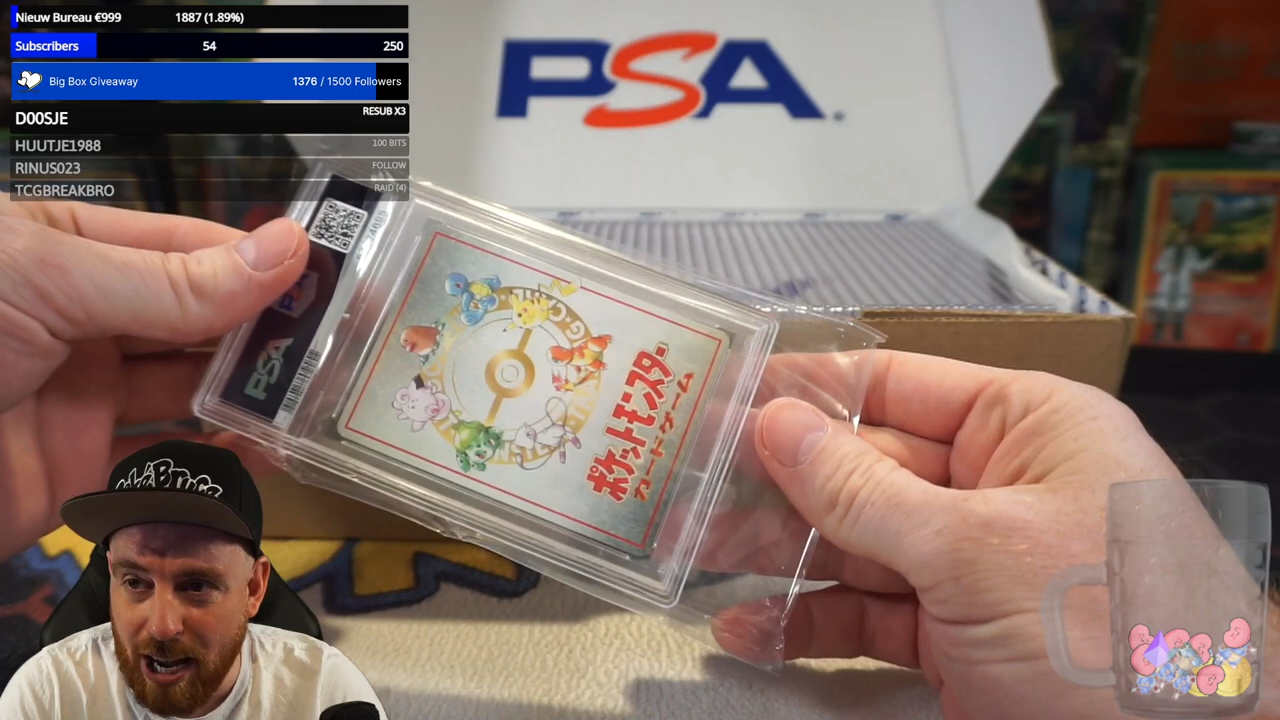 Nieuw Bureau €999 1887 (1.89%)
Subscribers 54 250
Big Box Giveaway 1376 / 1500 Followers
D00SJE RESUB X3
HUUTJE1988 100 BITS
RINUS023 FOLLOW
TCGBREAKBRO RAID (4)
PSA
PSA
ポケットモンスター
カードゲーム